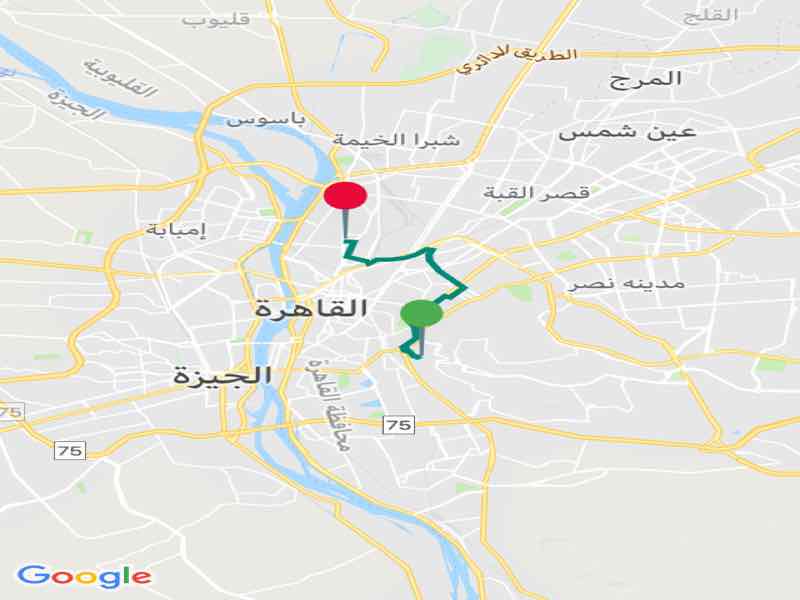 القلج
قليوب
الطريق الدائري
المرج
القليوبية
الجيزة
باسوس
شبرا الخيمة
عين شمس
قصر القبة
إمبابة
مدينه نصر
القاهرة
الجيزة
محافظة القاهرة
75
75
75
Google